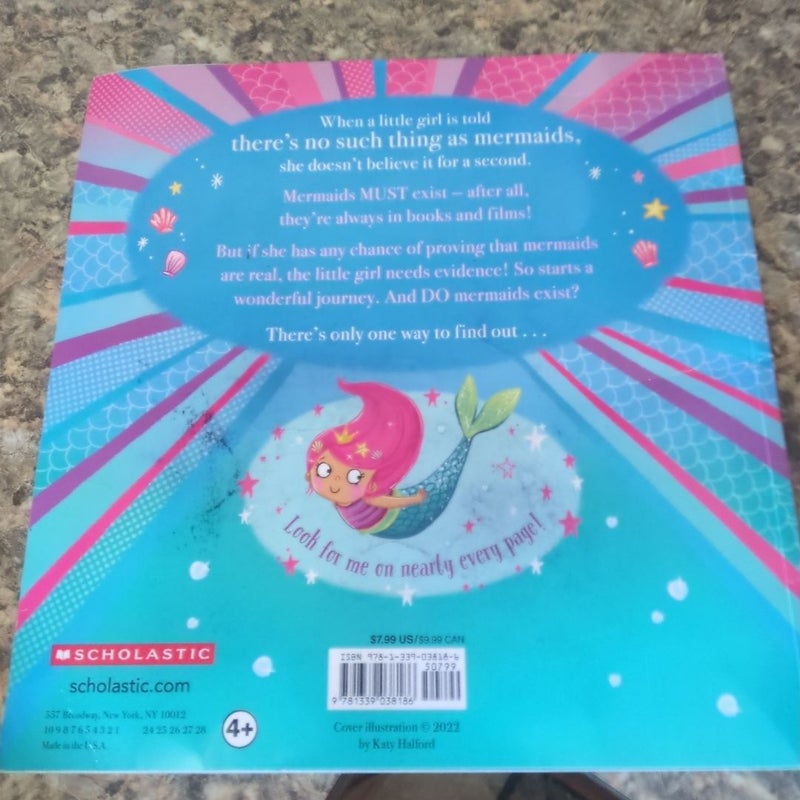 When a little girl is told
there's no such thing as mermaids,
she doesn't believe it for a second.
Mermaids MUST exist – after all,
they're always in books and films!
But if she has any chance of proving that mermaids
are real, the little girl needs evidence! So starts a
wonderful journey. And DO mermaids exist?
There's only one way to find out . . .
Look for me on nearly every page!
$7.99 US/$9.99 CAN
SCHOLASTIC
ISBN 978-1-339-03818-6
50799
scholastic.com
9 781339 038186
557 Broadway, New York, NY 10012
10 9 8 7 6 5 4 3 2 1 24 25 26 27 28
Made in the U.S.A.
4+
Cover illustration © 2022
by Katy Halford